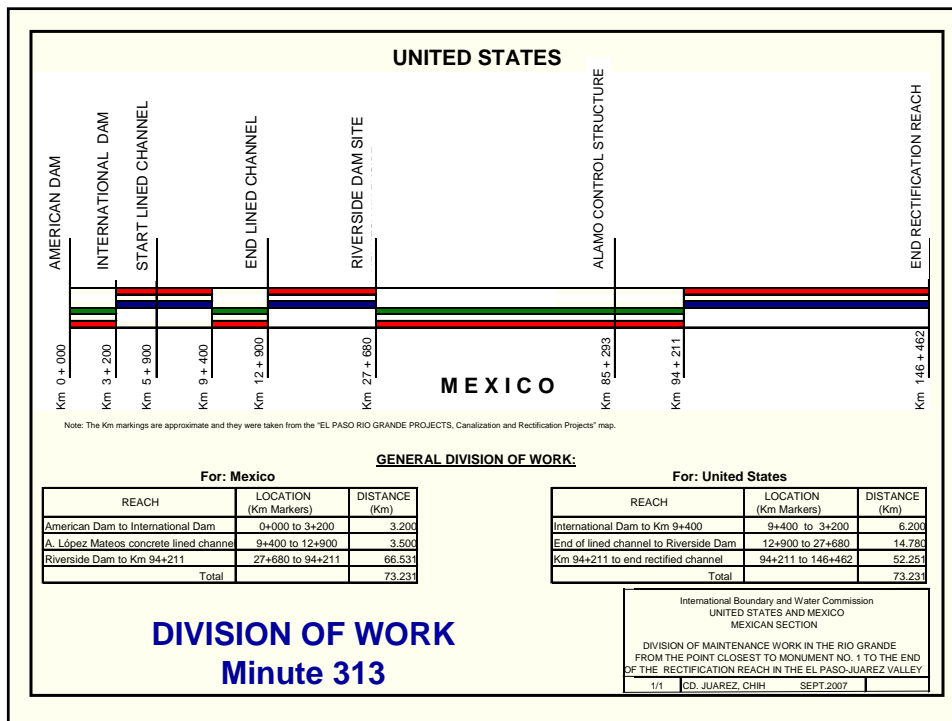 UNITED STATES
AMERICAN DAM
INTERNATIONAL DAM
START LINED CHANNEL
END LINED CHANNEL
RIVERSIDE DAM SITE
ALAMO CONTROL STRUCTURE
END RECTIFICATION REACH
Km 0 + 000
Km 3 + 200
Km 5 + 900
Km 9 + 400
Km 12 + 900
Km 27 + 680
Km 85 + 293
Km 94 + 211
Km 146 + 462
MEXICO
Note: The Km markings are approximate and they were taken from the "EL PASO RIO GRANDE PROJECTS, Canalization and Rectification Projects" map.
GENERAL DIVISION OF WORK:
For: Mexico
REACH LOCATION (Km Markers) DISTANCE (Km)
American Dam to International Dam 0+000 to 3+200 3.200
A. López Mateos concrete lined channe 9+400 to 12+900 3.500
Riverside Dam to Km 94+211 27+680 to 94+211 66.531
Total 73.231
For: United States
REACH LOCATION (Km Markers) DISTANCE (Km)
International Dam to Km 9+400 9+400 to 3+200 6.200
End of lined channel to Riverside Dam 12+900 to 27+680 14.780
Km 94+211 to end rectified channel 94+211 to 146+462 52.251
Total 73.231
DIVISION OF WORK
Minute 313
International Boundary and Water Commission
UNITED STATES AND MEXICO
MEXICAN SECTION
DIVISION OF MAINTENANCE WORK IN THE RIO GRANDE
FROM THE POINT CLOSEST TO MONUMENT NO. 1 TO THE END
OF THE RECTIFICATION REACH IN THE EL PASO-JUAREZ VALLEY
1/1 CD. JUAREZ, CHIH SEPT.2007